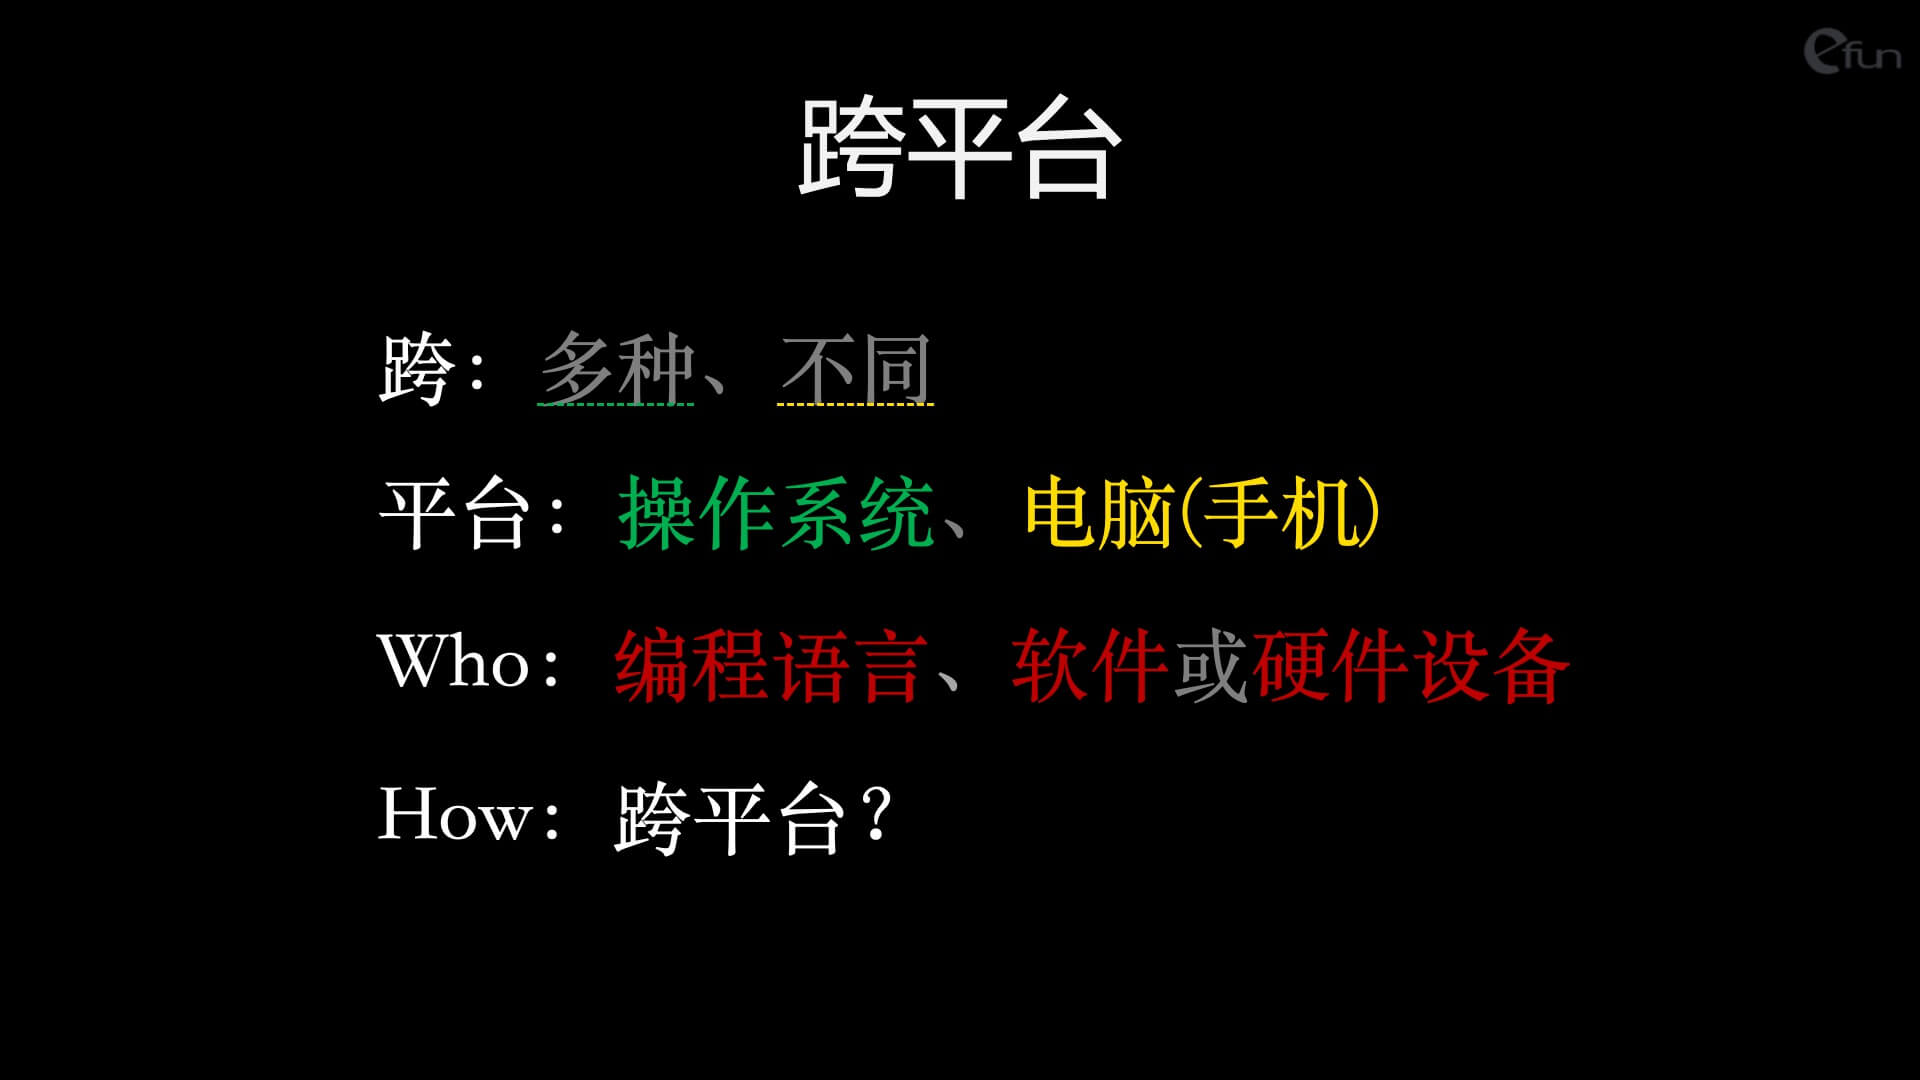 efun
跨平台
跨：多种、不同
平台：操作系统、电脑(手机)
Who：编程语言、软件或硬件设备
How：跨平台？